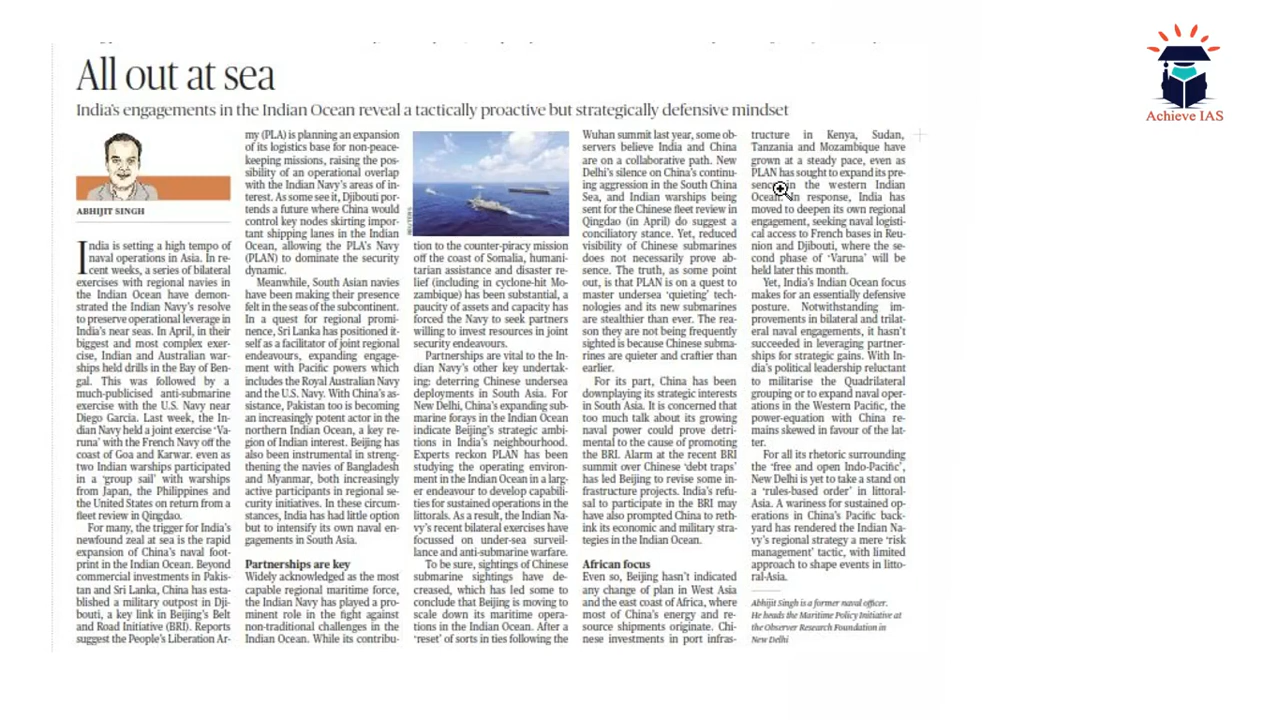 All out at sea
India's engagements in the Indian Ocean reveal a tactically proactive but strategically defensive mindset
ABHIJIT SINGH
India is setting a high tempo of
naval operations in Asia. In re-
cent weeks, a series of bilateral
exercises with regional navies in
the Indian Ocean have demon-
strated the Indian Navy's resolve
to preserve operational leverage in
India's near seas. In April, in their
biggest and most complex exer-
cise, Indian and Australian war-
ships held drills in the Bay of Ben-
gal. This was followed by a
much-publicised anti-submarine
exercise with the U.S. Navy near
Diego Garcia. Last week, the In-
dian Navy held a joint exercise 'Va-
runa' with the French Navy off the
coast of Goa and Karwar. even as
two Indian warships participated
in a 'group sail' with warships
from Japan, the Philippines and
the United States on return from a
fleet review in Qingdao.
For many, the trigger for India's
newfound zeal at sea is the rapid
expansion of China's naval foot-
print in the Indian Ocean. Beyond
commercial investments in Pakis-
tan and Sri Lanka, China has esta-
blished a military outpost in Dji-
bouti, a key link in Beijing's Belt
and Road Initiative (BRI). Reports
suggest the People's Liberation Ar-
my (PLA) is planning an expansion
of its logistics base for non-peace-
keeping missions, raising the pos-
sibility of an operational overlap
with the Indian Navy's areas of in-
terest. As some see it, Djibouti por-
tends a future where China would
control key nodes skirting impor-
tant shipping lanes in the Indian
Ocean, allowing the PLA's Navy
(PLAN) to dominate the security
dynamic.
Meanwhile, South Asian navies
have been making their presence
felt in the seas of the subcontinent.
In a quest for regional promi-
nence, Sri Lanka has positioned it-
self as a facilitator of joint regional
endeavours, expanding engage-
ment with Pacific powers which
includes the Royal Australian Navy
and the U.S. Navy. With China's as-
sistance, Pakistan too is becoming
an increasingly potent actor in the
northern Indian Ocean, a key re-
gion of Indian interest. Beijing has
also been instrumental in streng-
thening the navies of Bangladesh
and Myanmar, both increasingly
active participants in regional se-
curity initiatives. In these circum-
stances, India has had little option
but to intensify its own naval en-
gagements in South Asia.
Partnerships are key
Widely acknowledged as the most
capable regional maritime force,
the Indian Navy has played a pro-
minent role in the fight against
non-traditional challenges in the
Indian Ocean. While its contribu-
REUTERS
tion to the counter-piracy mission
off the coast of Somalia, humani-
tarian assistance and disaster re-
lief (including in cyclone-hit Mo-
zambique) has been substantial, a
paucity of assets and capacity has
forced the Navy to seek partners
willing to invest resources in joint
security endeavours.
Partnerships are vital to the In-
dian Navy's other key undertak-
ing: deterring Chinese undersea
deployments in South Asia. For
New Delhi, China's expanding sub-
marine forays in the Indian Ocean
indicate Beijing's strategic ambi-
tions in India's neighbourhood.
Experts reckon PLAN has been
studying the operating environ-
ment in the Indian Ocean in a larg-
er endeavour to develop capabili-
ties for sustained operations in the
littorals. As a result, the Indian Na-
vy's recent bilateral exercises have
focussed on under-sea surveil-
lance and anti-submarine warfare.
To be sure, sightings of Chinese
submarine sightings have de-
creased, which has led some to
conclude that Beijing is moving to
scale down its maritime opera-
tions in the Indian Ocean. After a
'reset' of sorts in ties following the
Wuhan summit last year, some ob-
servers believe India and China
are on a collaborative path. New
Delhi's silence on China's continu-
ing aggression in the South China
Sea, and Indian warships being
sent for the Chinese fleet review in
Qingdao (in April) do suggest a
conciliatory stance. Yet, reduced
visibility of Chinese submarines
does not necessarily prove ab-
sence. The truth, as some point
out, is that PLAN is on a quest to
master undersea 'quieting' tech-
nologies and its new submarines
are stealthier than ever. The rea-
son they are not being frequently
sighted is because Chinese subma-
rines are quieter and craftier than
earlier.
For its part, China has been
downplaying its strategic interests
in South Asia. It is concerned that
too much talk about its growing
naval power could prove detri-
mental to the cause of promoting
the BRI. Alarm at the recent BRI
summit over Chinese 'debt traps'
has led Beijing to revise some in-
frastructure projects. India's refu-
sal to participate in the BRI may
have also prompted China to reth-
ink its economic and military stra-
tegies in the Indian Ocean.
African focus
Even so, Beijing hasn't indicated
any change of plan in West Asia
and the east coast of Africa, where
most of China's energy and re-
source shipments originate. Chi-
nese investments in port infras-
tructure in Kenya, Sudan,
Tanzania and Mozambique have
grown at a steady pace, even as
PLAN has sought to expand its pre-
sence in the western Indian
Ocean. In response, India has
moved to deepen its own regional
engagement, seeking naval logisti-
cal access to French bases in Reu-
nion and Djibouti, where the se-
cond phase of 'Varuna' will be
held later this month.
Yet, India's Indian Ocean focus
makes for an essentially defensive
posture. Notwithstanding im-
provements in bilateral and trilat-
eral naval engagements, it hasn't
succeeded in leveraging partner-
ships for strategic gains. With In-
dia's political leadership reluctant
to militarise the Quadrilateral
grouping or to expand naval oper-
ations in the Western Pacific, the
power-equation with China re-
mains skewed in favour of the lat-
ter.
For all its rhetoric surrounding
the 'free and open Indo-Pacific',
New Delhi is yet to take a stand on
a 'rules-based order' in littoral-
Asia. A wariness for sustained op-
erations in China's Pacific back-
yard has rendered the Indian Na-
vy's regional strategy a mere 'risk
management' tactic, with limited
approach to shape events in litto-
ral-Asia.
Abhijit Singh is a former naval officer.
He heads the Maritime Policy Initiative at
the Observer Research Foundation in
New Delhi
Achieve IAS